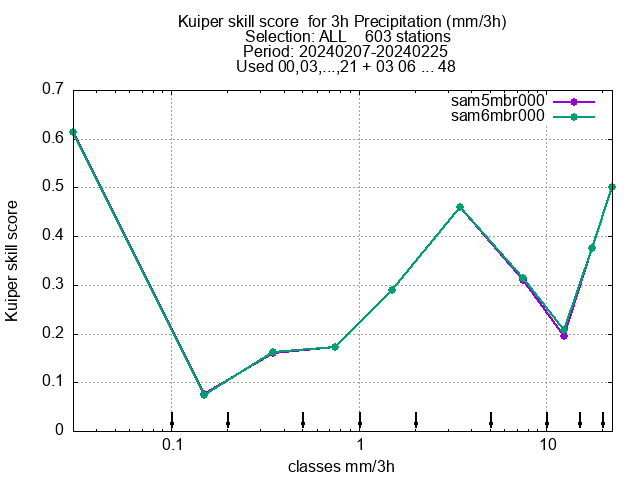 Kuiper skill score  for 3h Precipitation (mm/3h)
Selection: ALL    603 stations
Period: 20240207-20240225
Used 00,03,...,21 + 03 06 ... 48
sam5mbr000
sam6mbr000
0.7
0.6
0.5
0.4
0.3
0.2
0.1
0
Kuiper skill score
0.1
1
10
classes mm/3h